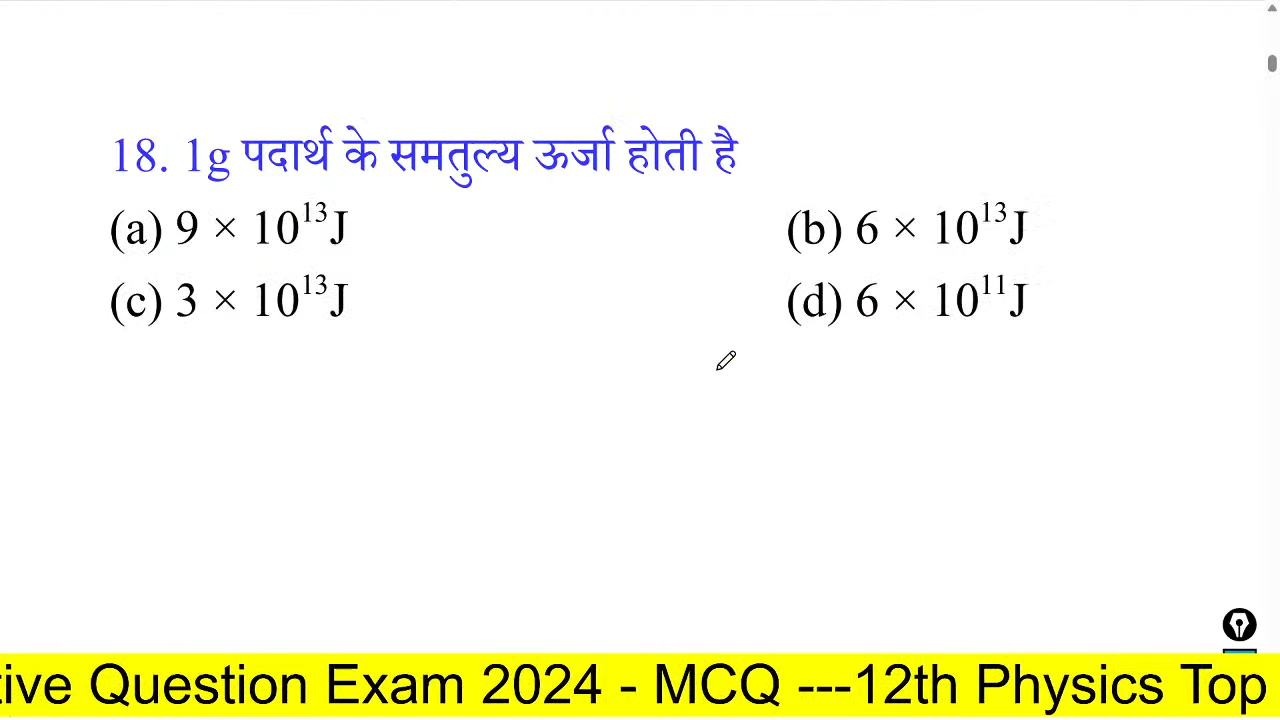 18. 1g पदार्थ के समतुल्य ऊर्जा होती है
(a) 9 × 10¹³J (b) 6 × 10¹³J
(c) 3 × 10¹³J (d) 6 × 10¹¹J
tive Question Exam 2024 - MCQ ---12th Physics Top